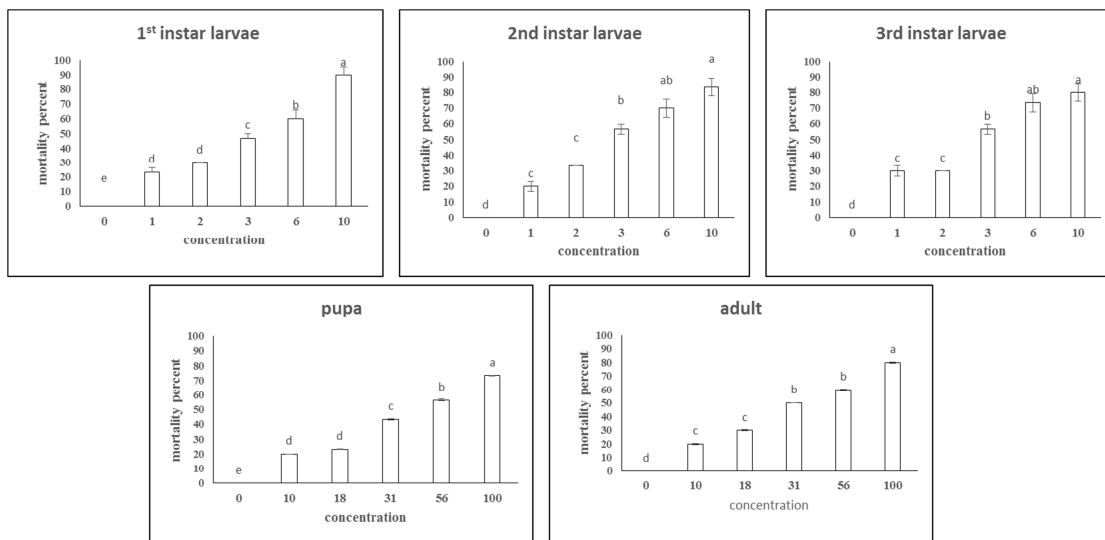 1st instar larvae
mortality percent
100
90
80
70
60
50
40
30
20
10
0
e
d
d
c
b
a
0 1 2 3 6 10
concentration
2nd instar larvae
mortality percent
100
90
80
70
60
50
40
30
20
10
0
d
c
c
b
ab
a
0 1 2 3 6 10
concentration
3rd instar larvae
mortality percent
100
90
80
70
60
50
40
30
20
10
0
d
c
c
b
ab
a
0 1 2 3 6 10
concentration
pupa
mortality percent
100
90
80
70
60
50
40
30
20
10
0
e
d
d
c
b
a
0 10 18 31 56 100
concentration
adult
mortality percent
100
90
80
70
60
50
40
30
20
10
0
d
c
c
b
b
a
0 10 18 31 56 100
concentration